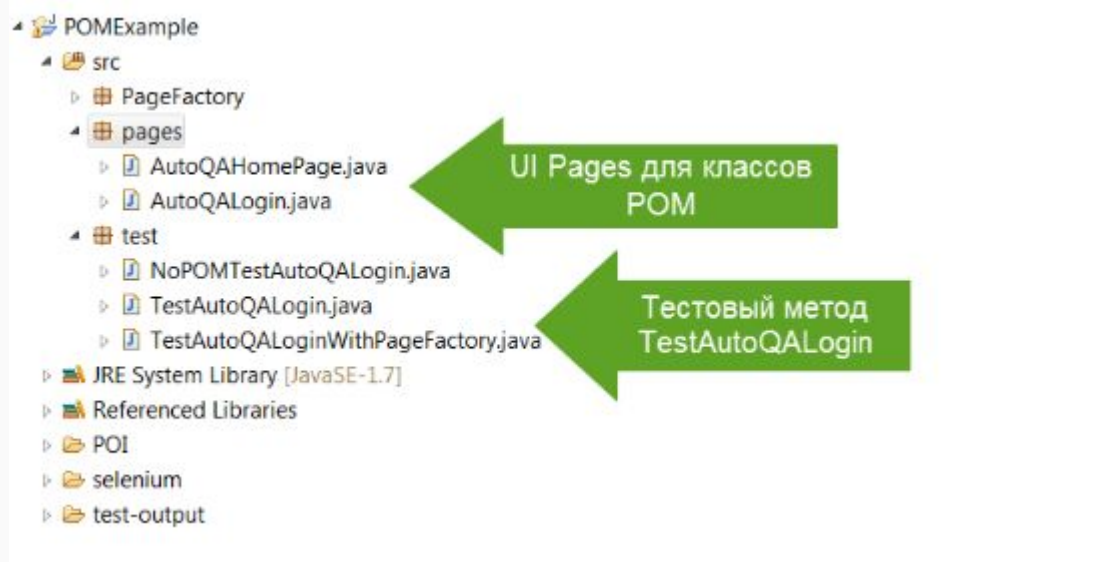 POMExample
src
PageFactory
pages
AutoQAHomePage.java
AutoQALogin.java
test
NoPOMTestAutoQALogin.java
TestAutoQALogin.java
TestAutoQALoginWithPageFactory.java
JRE System Library [JavaSE-1.7]
Referenced Libraries
POI
selenium
test-output
UI Pages для классов
POM
Тестовый метод
TestAutoQALogin